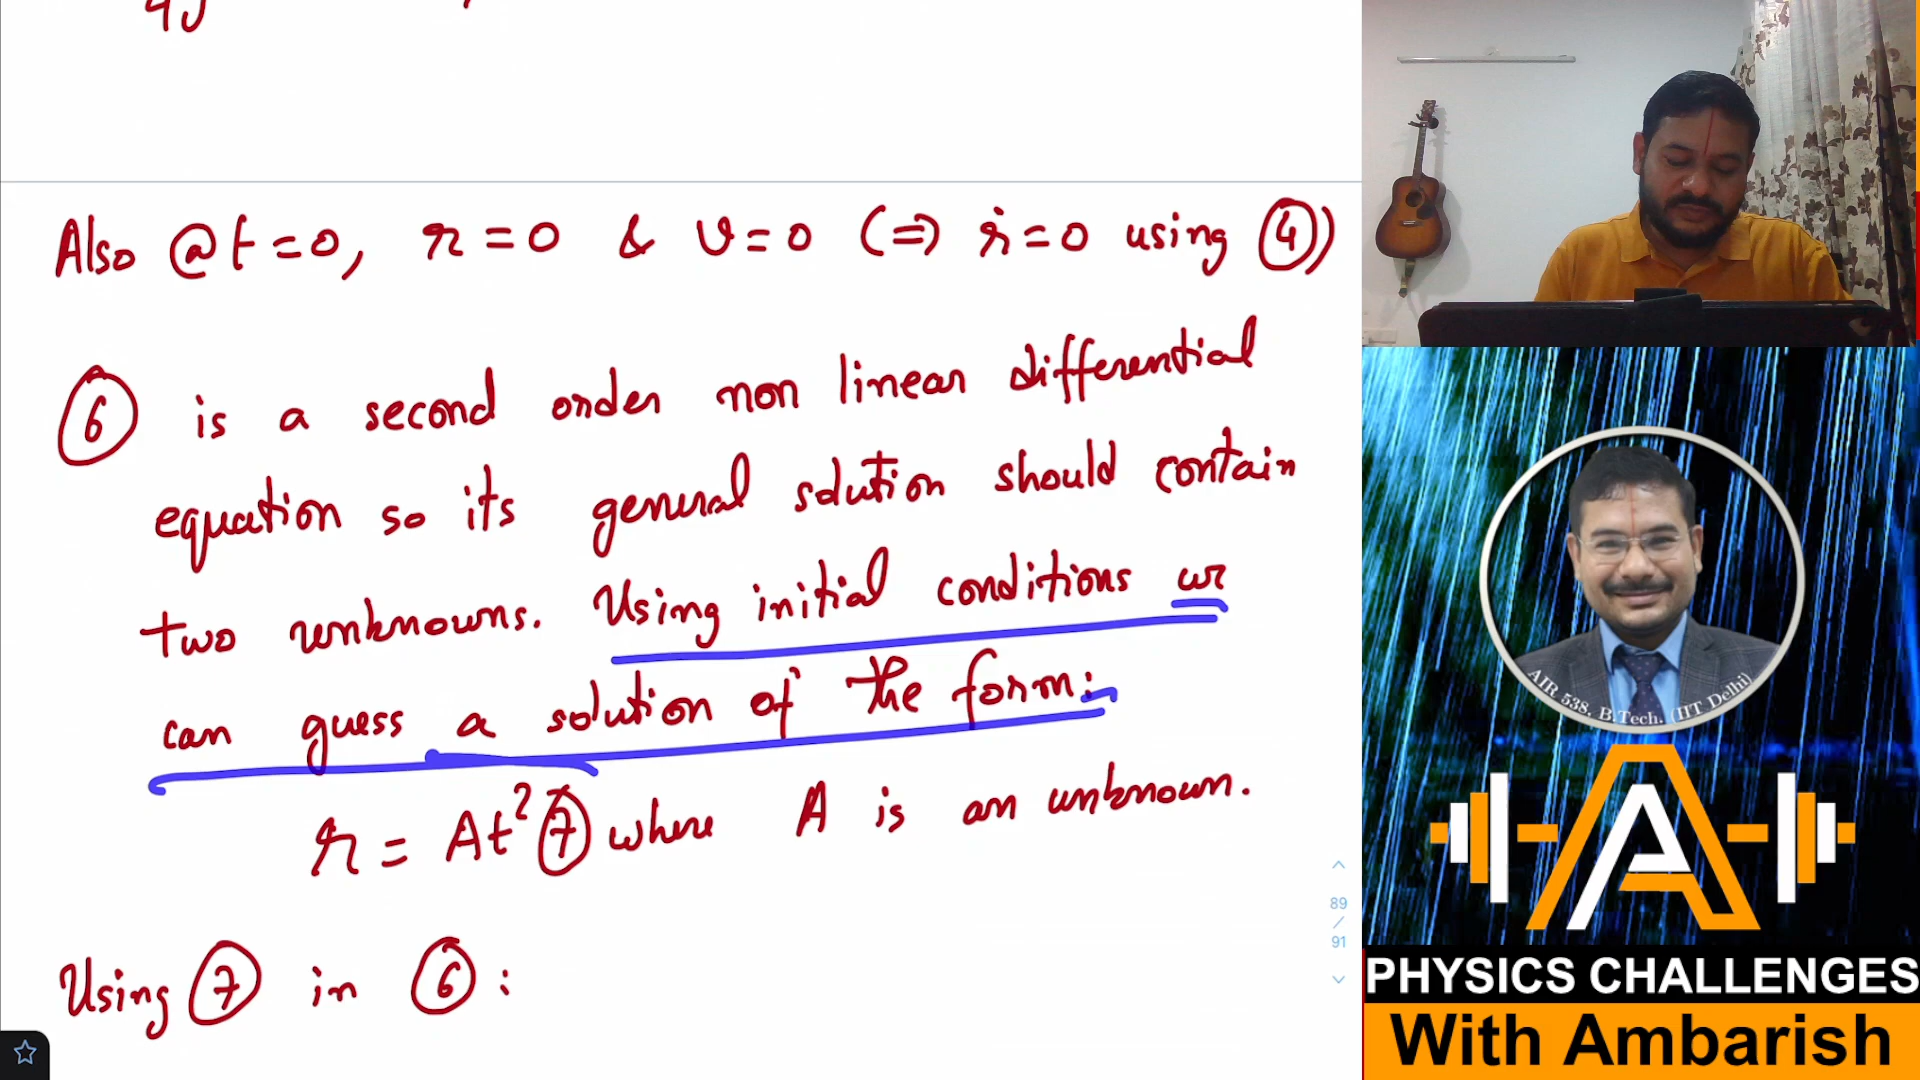 Also @ t = 0, r = 0 & v = 0 (⇒ ṙ = 0 using ④)
⑥ is a second order non linear differential
equation so its general solution should contain
two unknowns. Using initial conditions we
can guess a solution of the form:
r = At² ⑦ where A is an unknown.
Using ⑦ in ⑥ :
89
/
91
AIR 538, B.Tech. (IIT Delhi)
A
PHYSICS CHALLENGES
With Ambarish